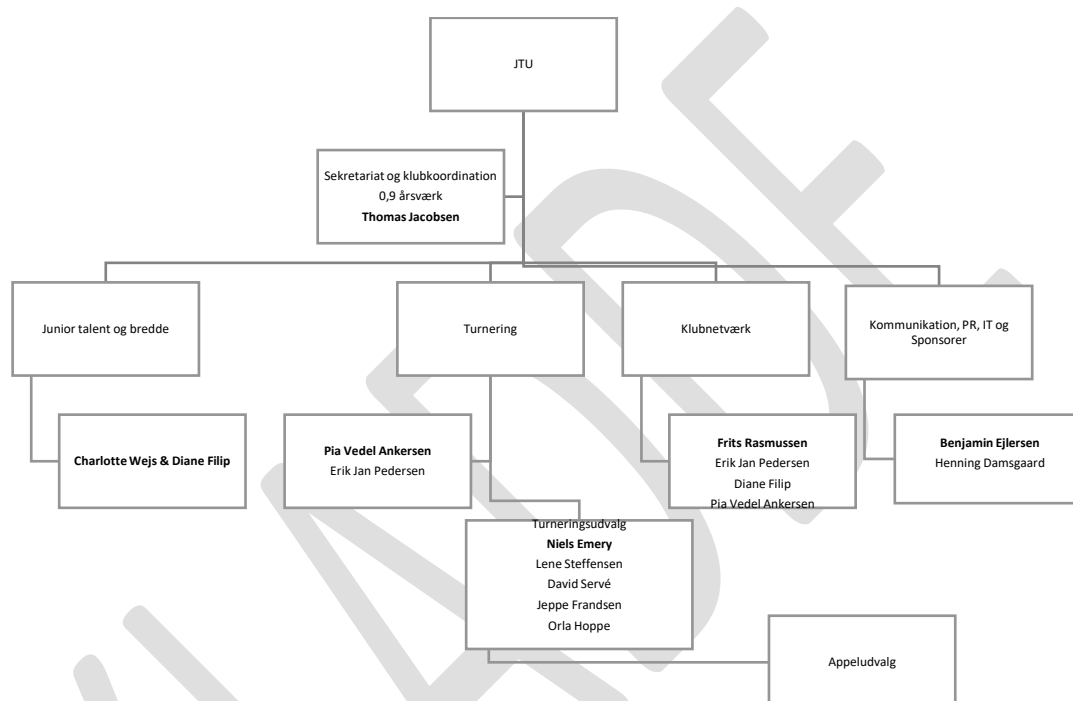 JTU
Sekretariat og klubkoordination
0,9 årsværk
Thomas Jacobsen
Junior talent og bredde
Turnering
Klubnetværk
Kommunikation, PR, IT og
Sponsorer
Charlotte Wejs & Diane Filip
Pia Vedel Ankersen
Erik Jan Pedersen
Frits Rasmussen
Erik Jan Pedersen
Diane Filip
Pia Vedel Ankersen
Benjamin Ejlersen
Henning Damsgaard
Turneringsudvalg
Niels Emery
Lene Steffensen
David Servé
Jeppe Frandsen
Orla Hoppe
Appeludvalg